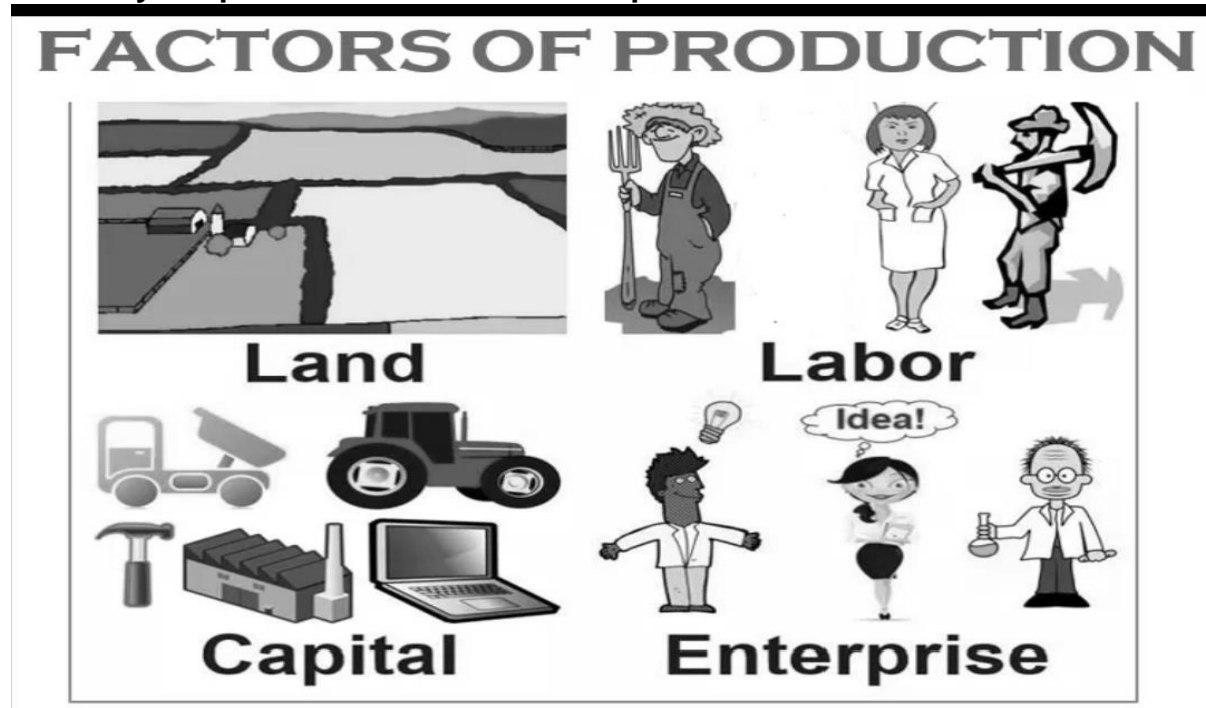 FACTORS OF PRODUCTION
Land
Labor
Idea!
Capital
Enterprise